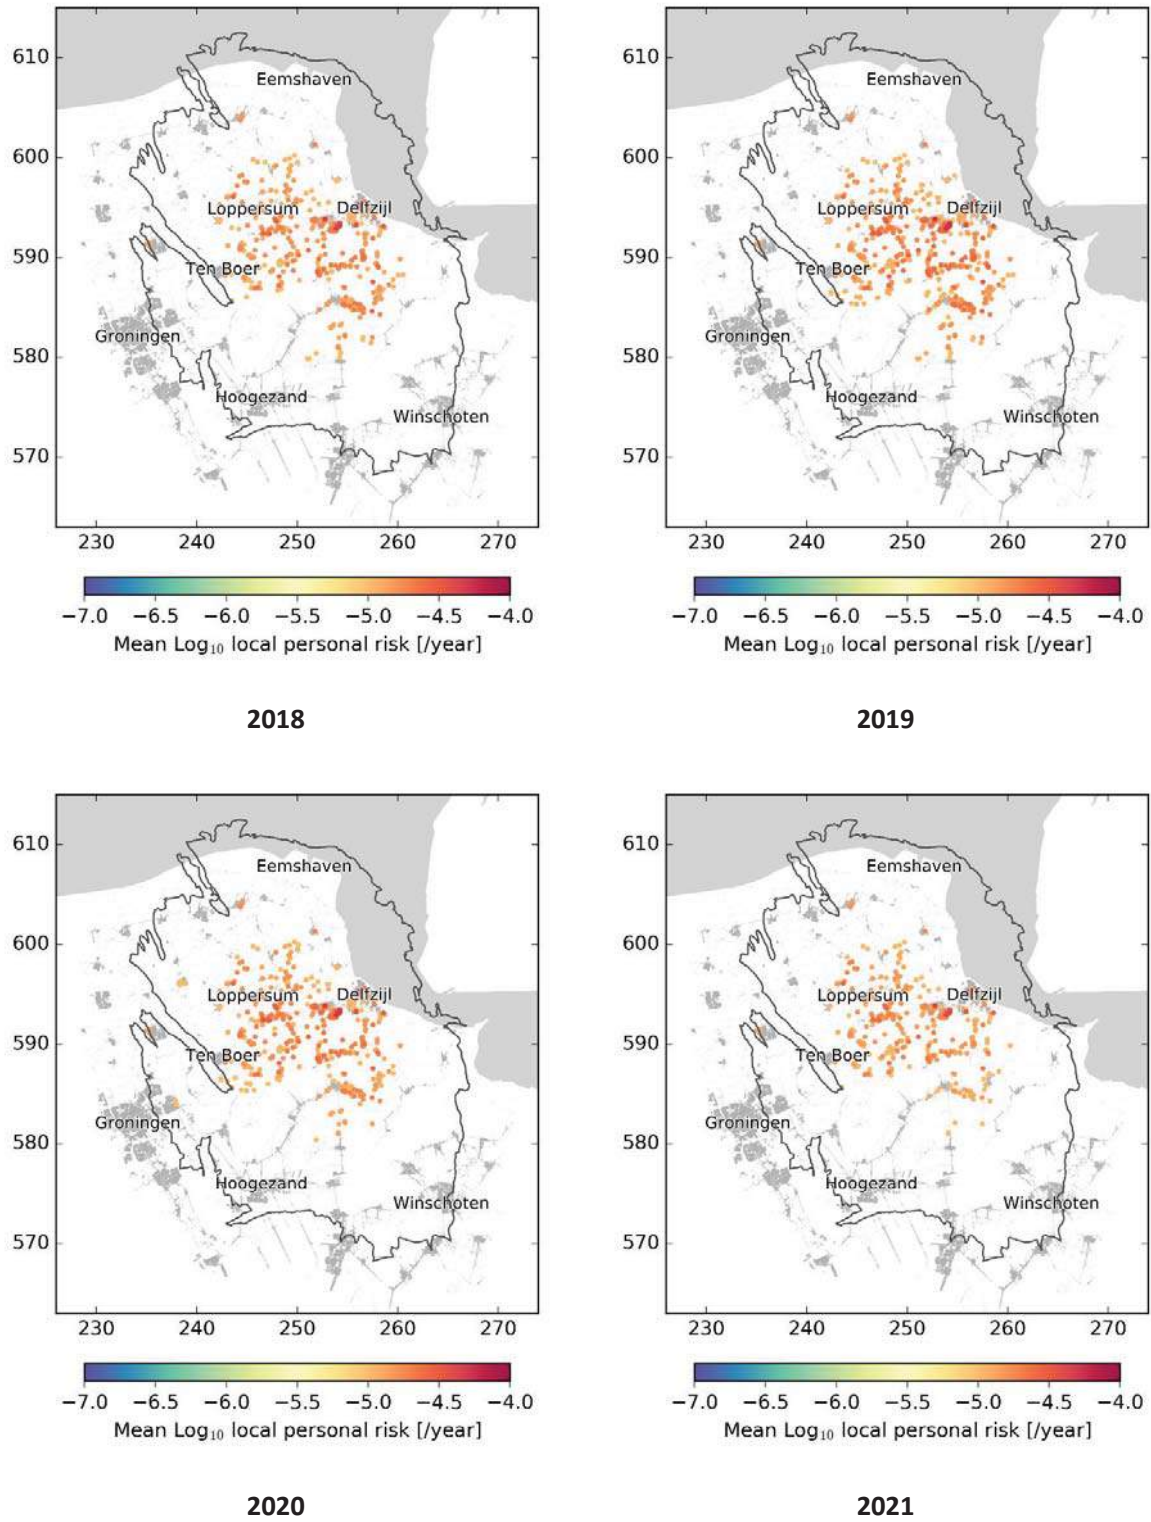 610
Eemshaven
600
Loppersum Delfzijl
590
Ten Boer
Groningen
580
Hoogezand
Winschoten
570
230 240 250 260 270
−7.0 −6.5 −6.0 −5.5 −5.0 −4.5 −4.0
Mean Log₁₀ local personal risk [/year]
2018
610
Eemshaven
600
Loppersum Delfzijl
590
Ten Boer
Groningen
580
Hoogezand
Winschoten
570
230 240 250 260 270
−7.0 −6.5 −6.0 −5.5 −5.0 −4.5 −4.0
Mean Log₁₀ local personal risk [/year]
2019
610
Eemshaven
600
Loppersum Delfzijl
590
Ten Boer
Groningen
580
Hoogezand
Winschoten
570
230 240 250 260 270
−7.0 −6.5 −6.0 −5.5 −5.0 −4.5 −4.0
Mean Log₁₀ local personal risk [/year]
2020
610
Eemshaven
600
Loppersum Delfzijl
590
Ten Boer
Groningen
580
Hoogezand
Winschoten
570
230 240 250 260 270
−7.0 −6.5 −6.0 −5.5 −5.0 −4.5 −4.0
Mean Log₁₀ local personal risk [/year]
2021